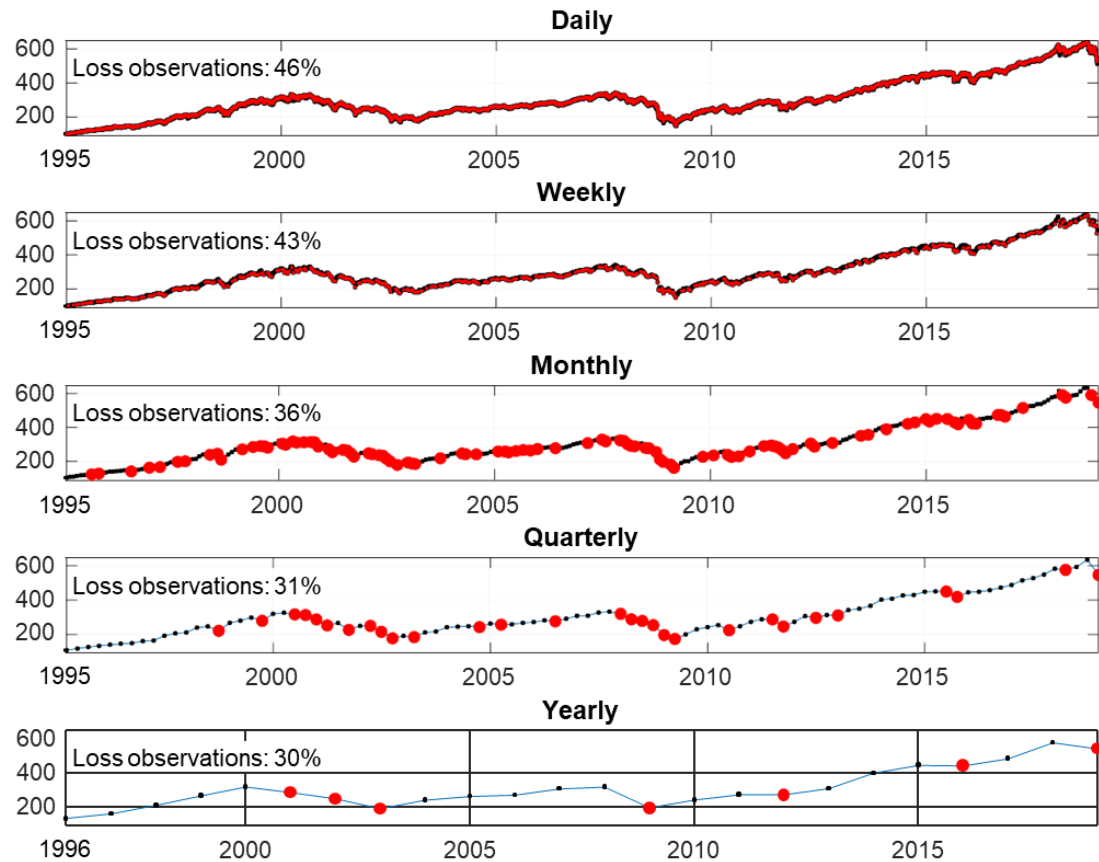 Daily
600
Loss observations: 46%
400
200
1995 2000 2005 2010 2015
Weekly
600
Loss observations: 43%
400
200
1995 2000 2005 2010 2015
Monthly
600
Loss observations: 36%
400
200
1995 2000 2005 2010 2015
Quarterly
600
Loss observations: 31%
400
200
1995 2000 2005 2010 2015
Yearly
600
Loss observations: 30%
400
200
1996 2000 2005 2010 2015